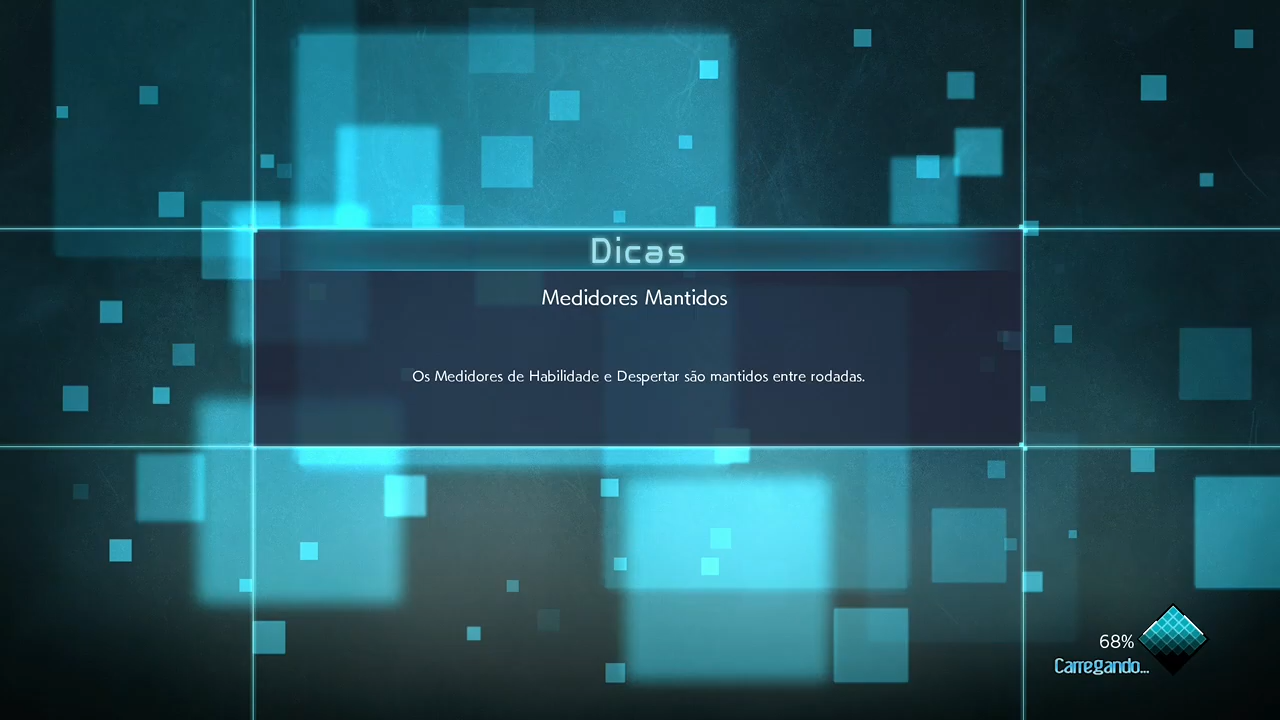 Dicas
Medidores Mantidos
Os Medidores de Habilidade e Despertar são mantidos entre rodadas.
68%
Carregando...